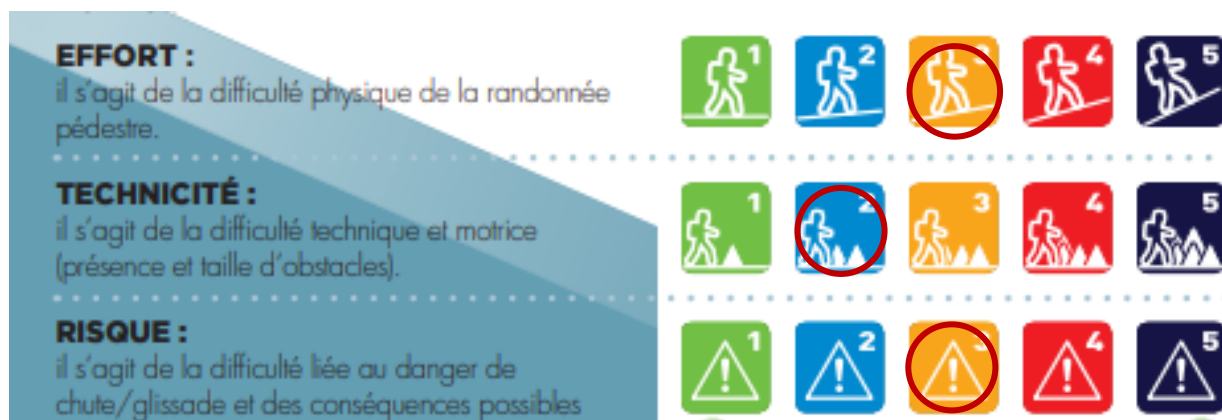 EFFORT :
il s'agit de la difficulté physique de la randonnée
pédestre.
1 2 3 4 5
TECHNICITÉ :
il s'agit de la difficulté technique et motrice
(présence et taille d'obstacles).
1 2 3 4 5
RISQUE :
il s'agit de la difficulté liée au danger de
chute/glissade et des conséquences possibles
1 2 3 4 5